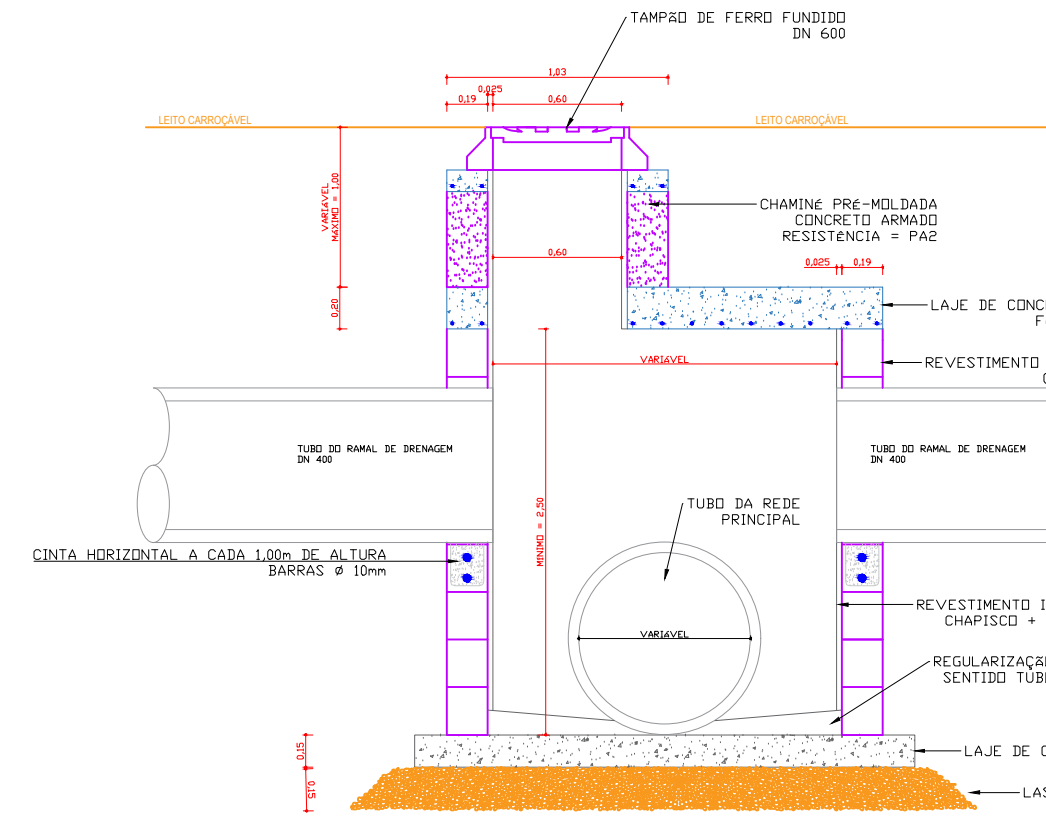 TAMPÃO DE FERRO FUNDIDO
DN 600
1,03
0,025
0,19
0,60
LEITO CARROÇÁVEL
LEITO CARROÇÁVEL
VARIÁVEL
MÁXIMO = 1,00
CHAMINÉ PRÉ-MOLDADA
CONCRETO ARMADO
RESISTÊNCIA = PA2
0,60
0,025
0,19
0,20
LAJE DE CONCR
F
VARIÁVEL
REVESTIMENTO
TUBO DO RAMAL DE DRENAGEM
DN 400
TUBO DO RAMAL DE DRENAGEM
DN 400
MINIMO = 2,50
TUBO DA REDE
PRINCIPAL
CINTA HORIZONTAL A CADA 1,00m DE ALTURA
BARRAS Ø 10mm
REVESTIMENTO I
CHAPISCO +
VARIÁVEL
REGULARIZAÇÃ
SENTIDO TUB
0,15
LAJE DE C
0,15
LAS